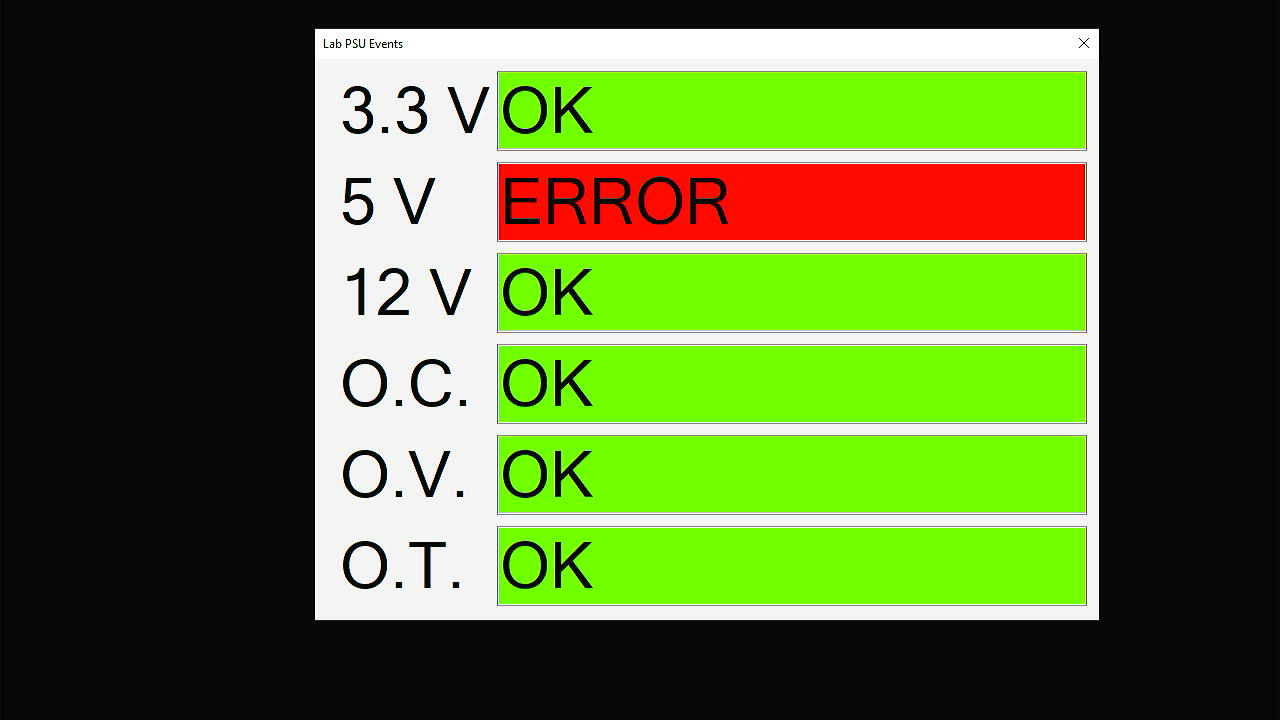 Lab PSU Events
3.3 V OK
5 V ERROR
12 V OK
O.C. OK
O.V. OK
O.T. OK